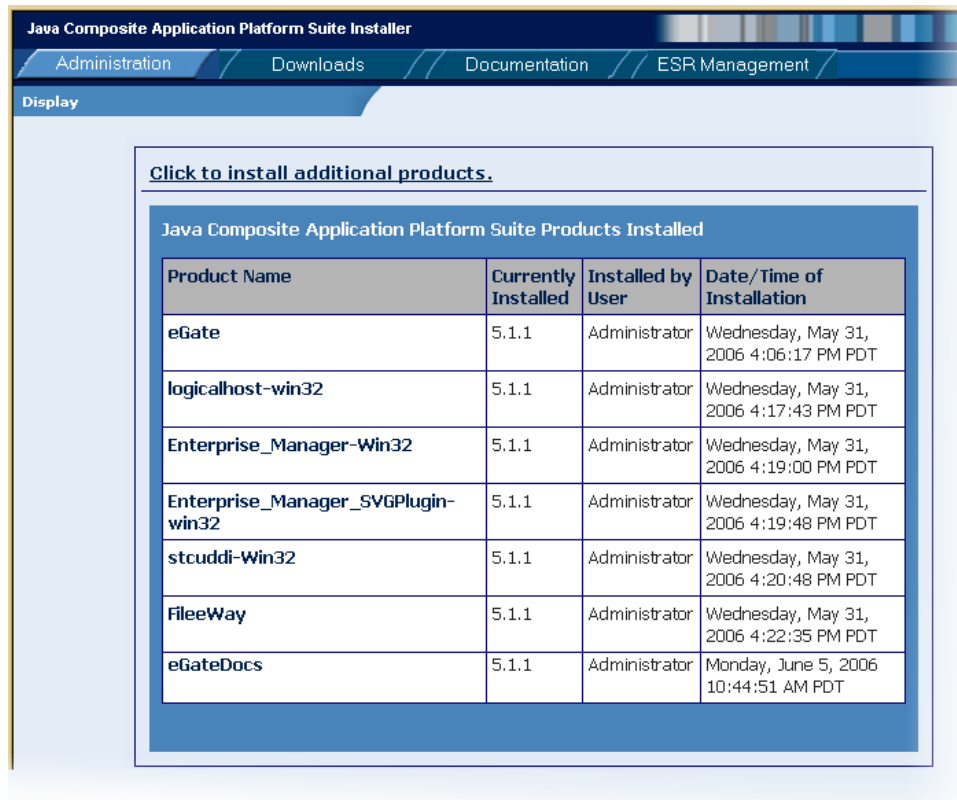 Java Composite Application Platform Suite Installer
Administration
Downloads
Documentation
ESR Management
Display
Click to install additional products.
Java Composite Application Platform Suite Products Installed
Product Name
Currently
Installed
Installed by
User
Date/Time of
Installation
eGate
5.1.1
Administrator
Wednesday, May 31,
2006 4:06:17 PM PDT
logicalhost-win32
5.1.1
Administrator
Wednesday, May 31,
2006 4:17:43 PM PDT
Enterprise_Manager-Win32
5.1.1
Administrator
Wednesday, May 31,
2006 4:19:00 PM PDT
Enterprise_Manager_SVGPlugin-
win32
5.1.1
Administrator
Wednesday, May 31,
2006 4:19:48 PM PDT
stcuddi-Win32
5.1.1
Administrator
Wednesday, May 31,
2006 4:20:48 PM PDT
FileeWay
5.1.1
Administrator
Wednesday, May 31,
2006 4:22:35 PM PDT
eGateDocs
5.1.1
Administrator
Monday, June 5, 2006
10:44:51 AM PDT